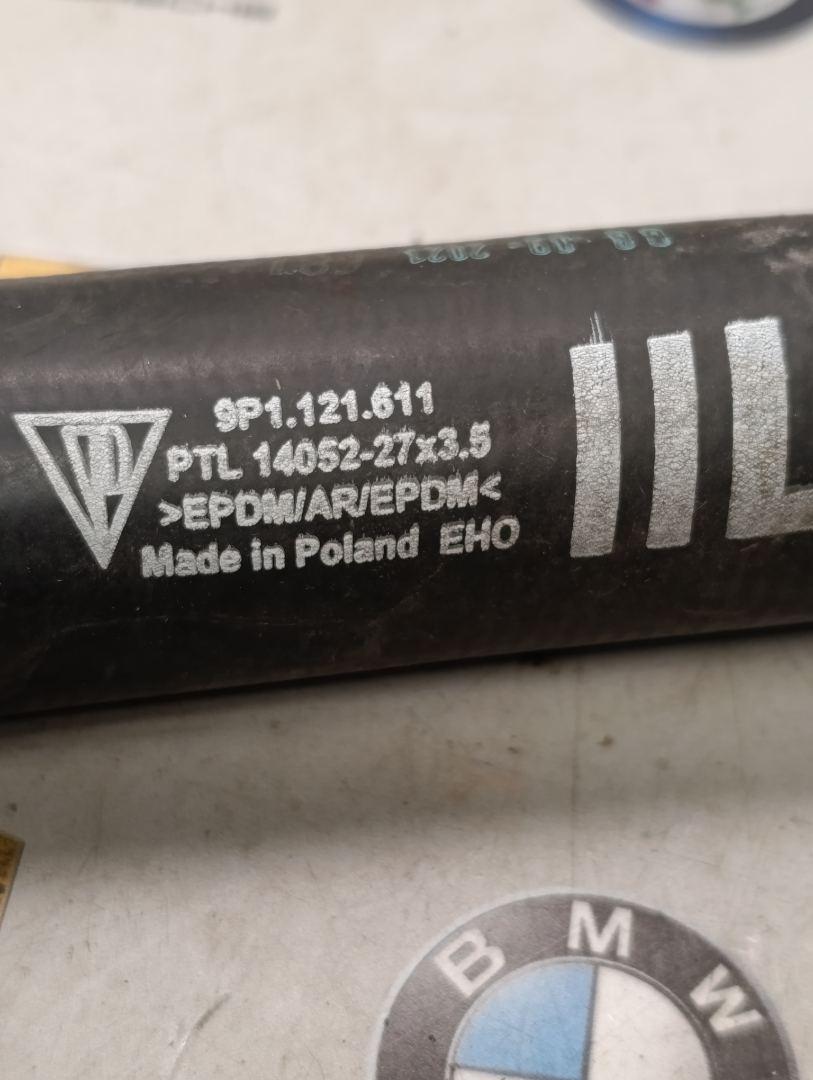 9P1.121.611
PTL 14052-27x3.5
>EPDM/AR/EPDM<
Made in Poland EHO
BMW